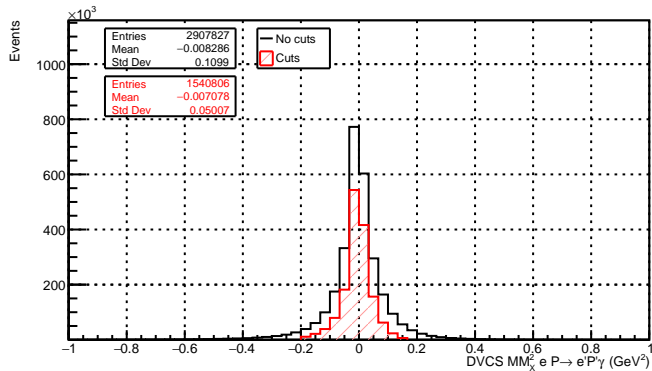 ×10³
Events
Entries 2907827
Mean −0.008286
Std Dev 0.1099
No cuts
Cuts
Entries 1540806
Mean −0.007078
Std Dev 0.05007
1000
800
600
400
200
−1 −0.8 −0.6 −0.4 −0.2 0 0.2 0.4 0.6 0.8 1
DVCS MM²ₓ e P→ e'P'γ (GeV²)